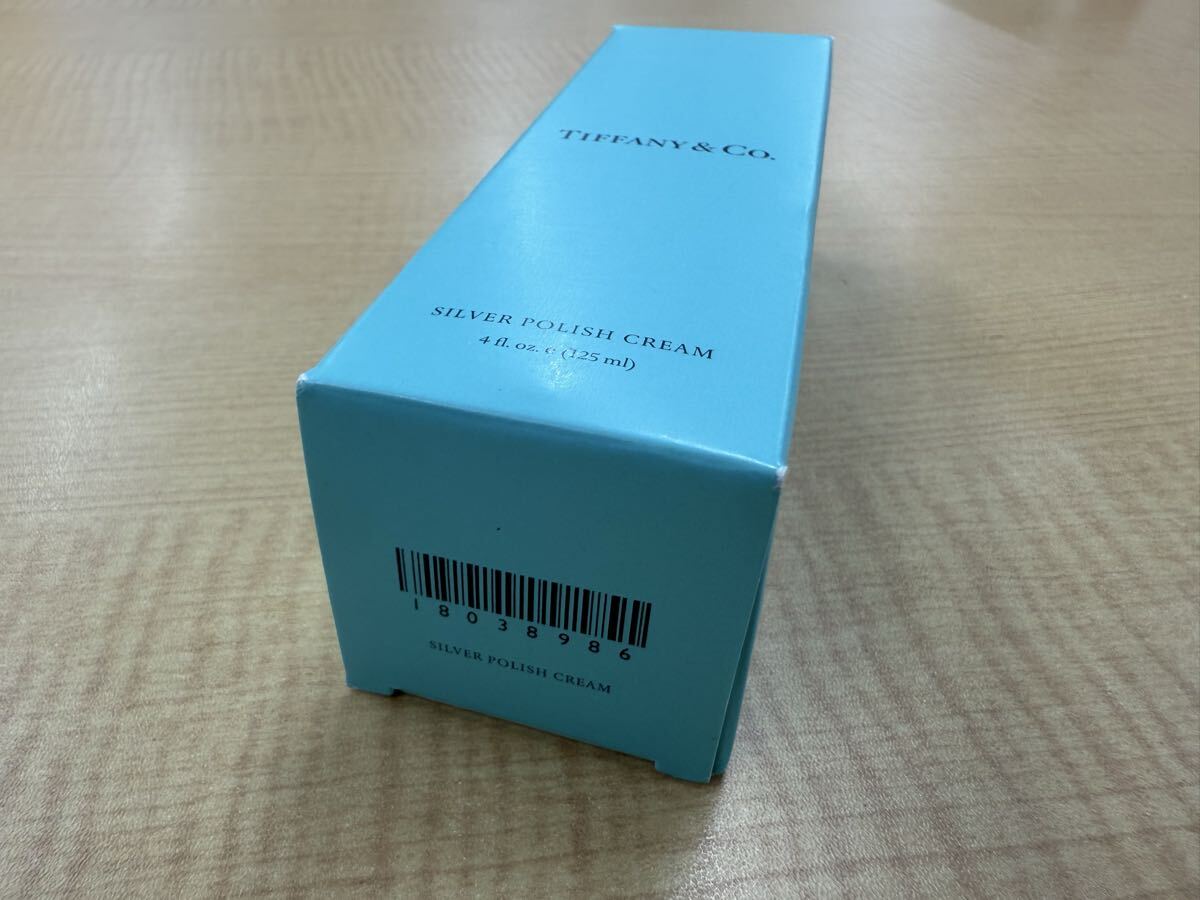 TIFFANY & CO.
SILVER POLISH CREAM
4 fl. oz. e (125 ml)
18038986
SILVER POLISH CREAM